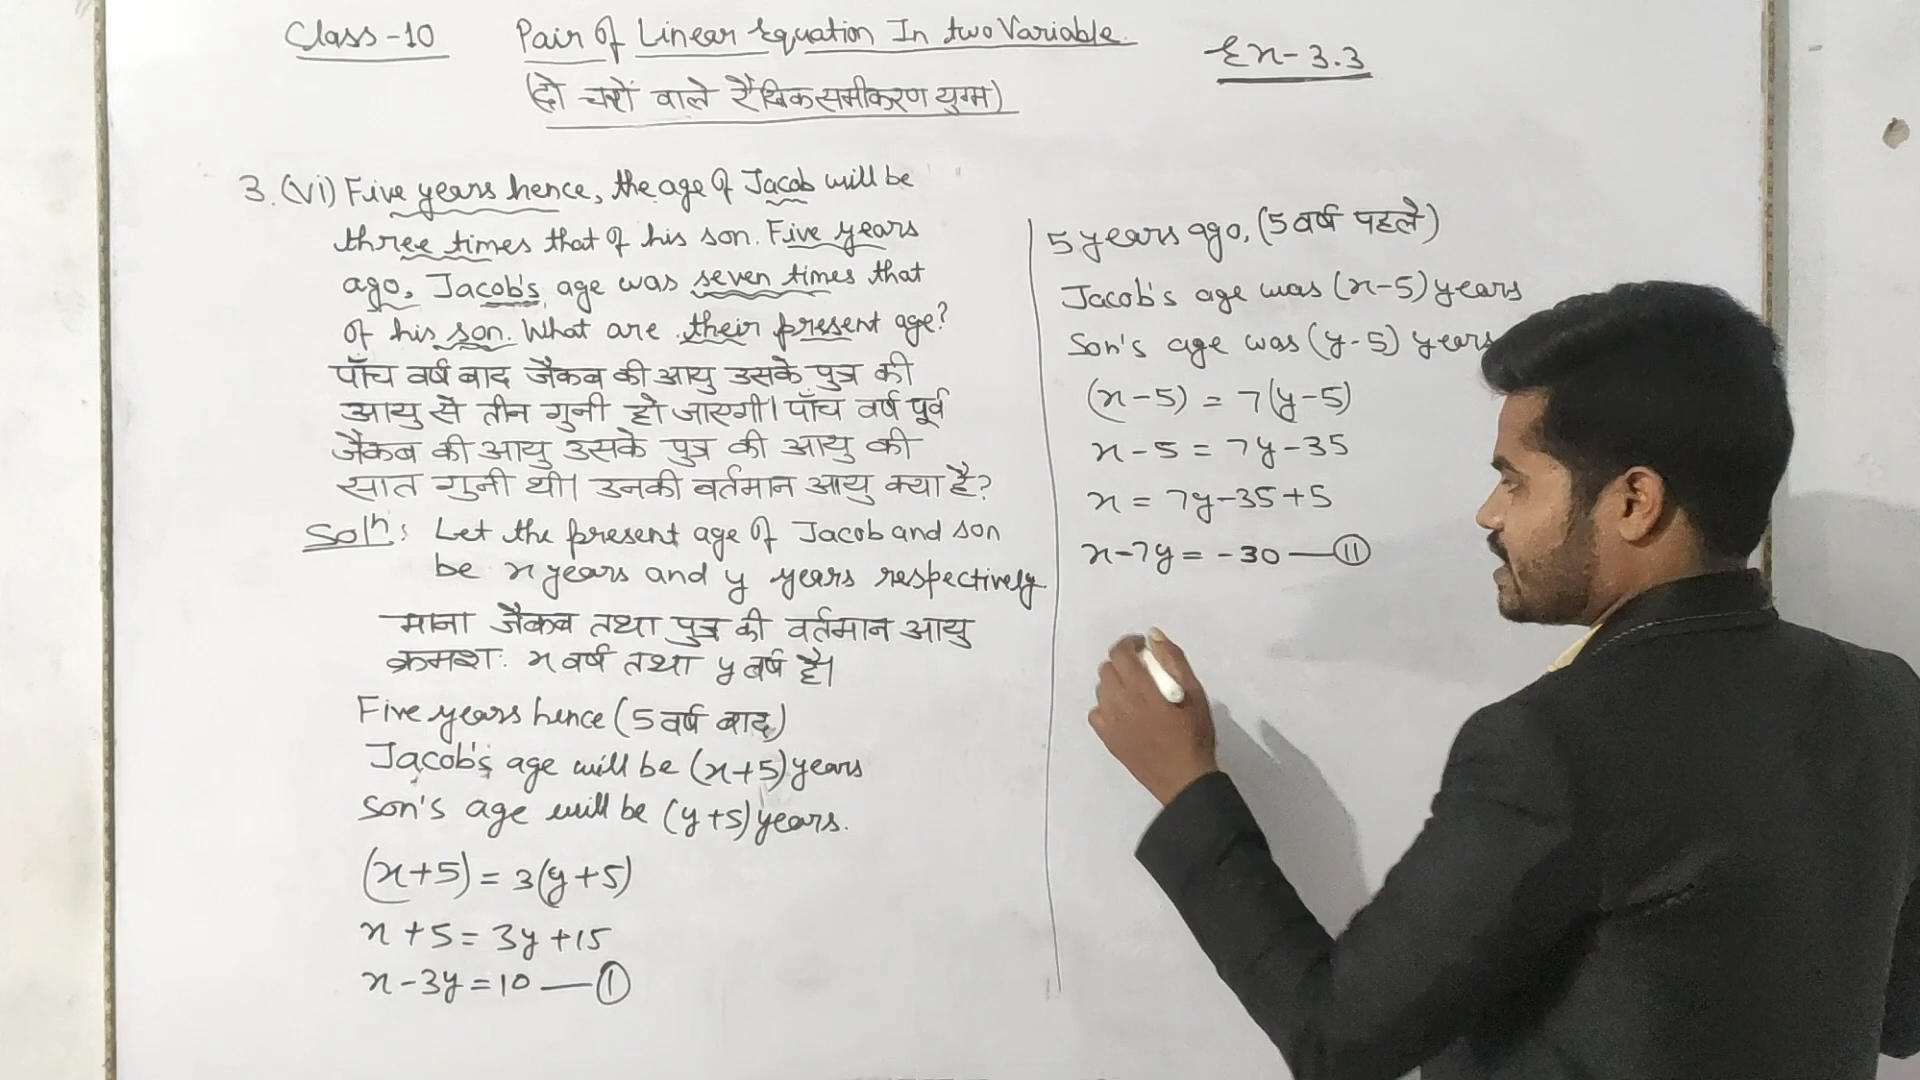 Class-10
Pair of Linear Equation In two Variable.
Ex-3.3
(दो चरों वाले रैखिक समीकरण युग्म)
3. (vi) Five years hence, the age of Jacob will be
three times that of his son. Five years
ago, Jacob's age was seven times that
of his son. What are their present age?
पाँच वर्ष बाद जैकब की आयु उसके पुत्र की
आयु से तीन गुनी हो जाएगी। पाँच वर्ष पूर्व
जैकब की आयु उसके पुत्र की आयु की
सात गुनी थी। उनकी वर्तमान आयु क्या है?
Solⁿ: Let the present age of Jacob and son
be x years and y years respectively
माना जैकब तथा पुत्र की वर्तमान आयु
क्रमशः x वर्ष तथा y वर्ष है।
Five years hence (5 वर्ष बाद)
Jacob's age will be (x+5) years
Son's age will be (y+5) years.
(x+5) = 3(y+5)
x+5 = 3y+15
x-3y = 10 — (I)
5 years ago, (5 वर्ष पहले)
Jacob's age was (x-5) years
Son's age was (y-5) years
(x-5) = 7(y-5)
x-5 = 7y-35
x = 7y-35+5
x-7y = -30 — (II)